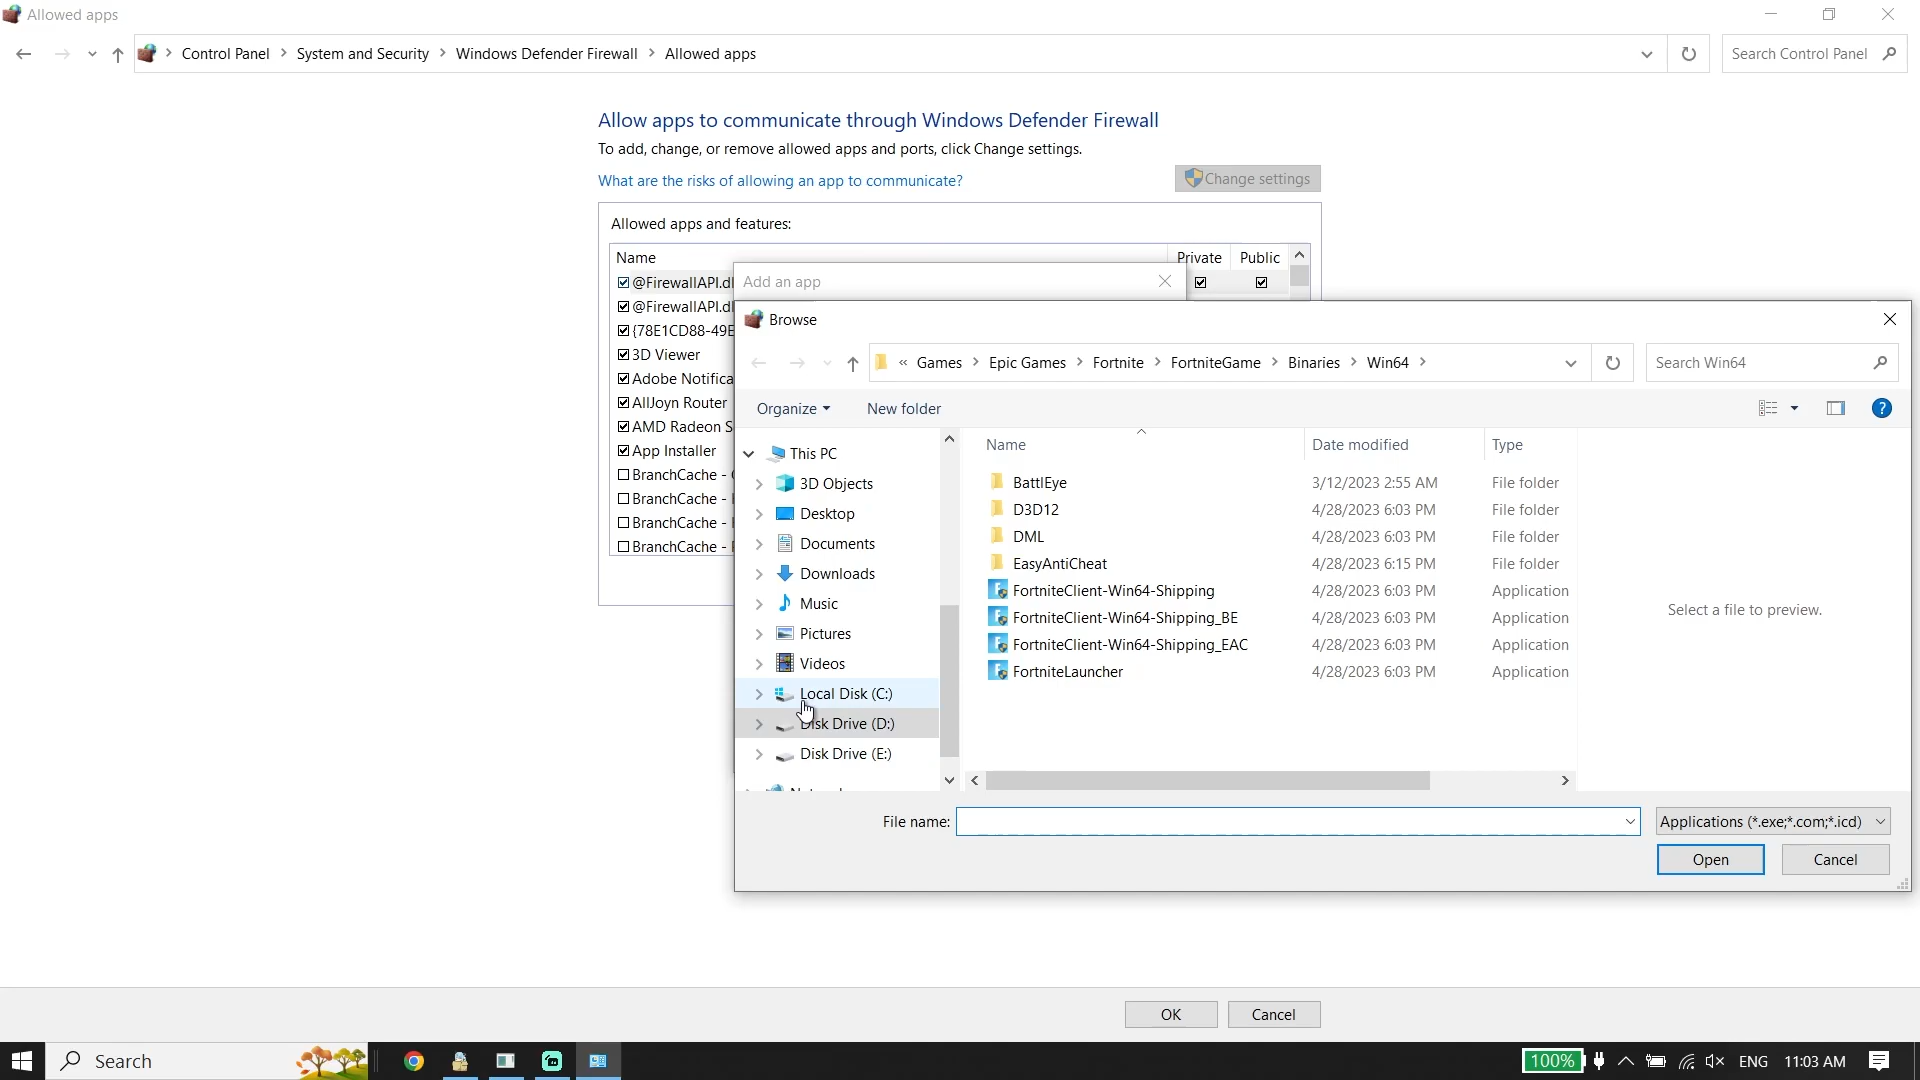 Allowed apps
Control Panel > System and Security > Windows Defender Firewall > Allowed apps
Search Control Panel
Allow apps to communicate through Windows Defender Firewall
To add, change, or remove allowed apps and ports, click Change settings.
What are the risks of allowing an app to communicate?
Change settings
Allowed apps and features:
Name Private Public
@FirewallAPI.dl
@FirewallAPI.dl
{78E1CD88-49E
3D Viewer
Adobe Notifica
AllJoyn Router
AMD Radeon S
App Installer
BranchCache -
BranchCache -
BranchCache -
BranchCache -
Add an app
Browse
« Games > Epic Games > Fortnite > FortniteGame > Binaries > Win64 >
Search Win64
Organize New folder
This PC
3D Objects
Desktop
Documents
Downloads
Music
Pictures
Videos
Local Disk (C:)
Disk Drive (D:)
Disk Drive (E:)
Name Date modified Type
BattlEye 3/12/2023 2:55 AM File folder
D3D12 4/28/2023 6:03 PM File folder
DML 4/28/2023 6:03 PM File folder
EasyAntiCheat 4/28/2023 6:15 PM File folder
FortniteClient-Win64-Shipping 4/28/2023 6:03 PM Application
FortniteClient-Win64-Shipping_BE 4/28/2023 6:03 PM Application
FortniteClient-Win64-Shipping_EAC 4/28/2023 6:03 PM Application
FortniteLauncher 4/28/2023 6:03 PM Application
Select a file to preview.
File name:
Applications (*.exe;*.com;*.icd)
Open Cancel
OK Cancel
Search
100% ENG 11:03 AM